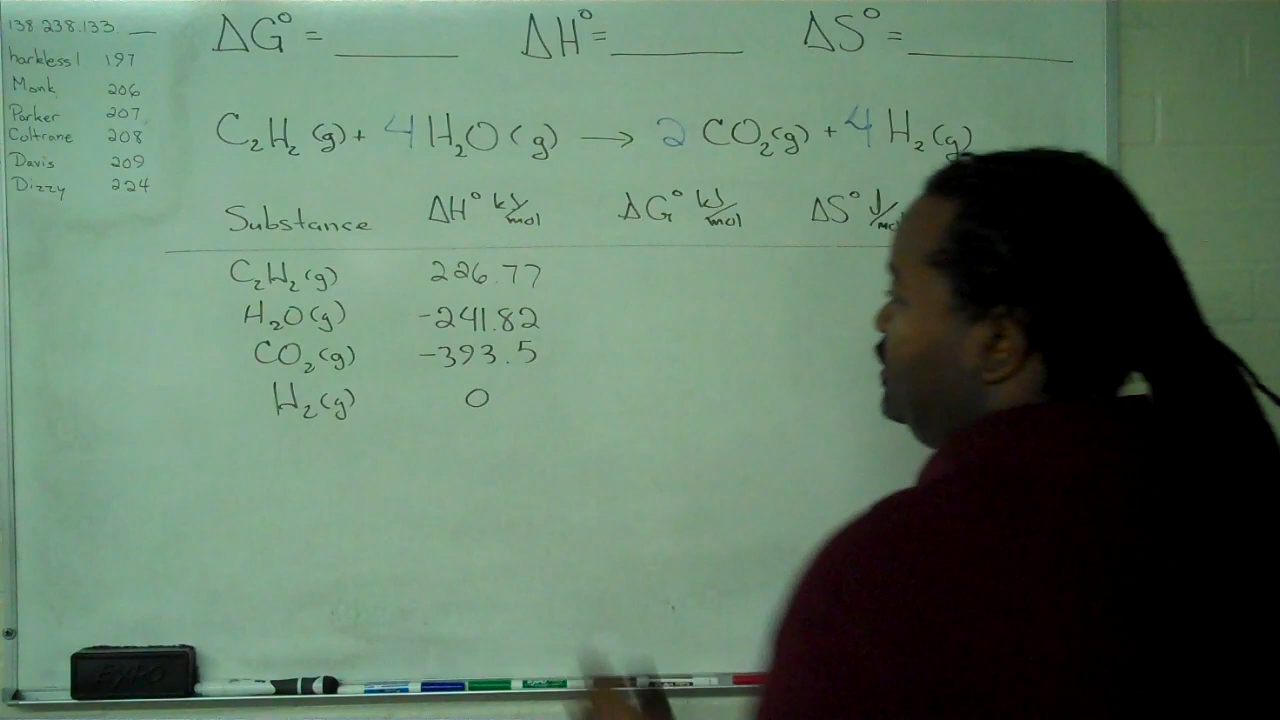 138.238.133.__
harkless1 197
Monk 206
Parker 207
Coltrane 208
Davis 209
Dizzy 224
ΔG° = ______ ΔH° = ______ ΔS° = ______
C₂H₂(g) + 4 H₂O(g) → 2 CO₂(g) + 4 H₂(g)
Substance ΔH° kJ/mol ΔG° kJ/mol ΔS° J/
C₂H₂(g) 226.77
H₂O(g) -241.82
CO₂(g) -393.5
H₂(g) 0
EXPO